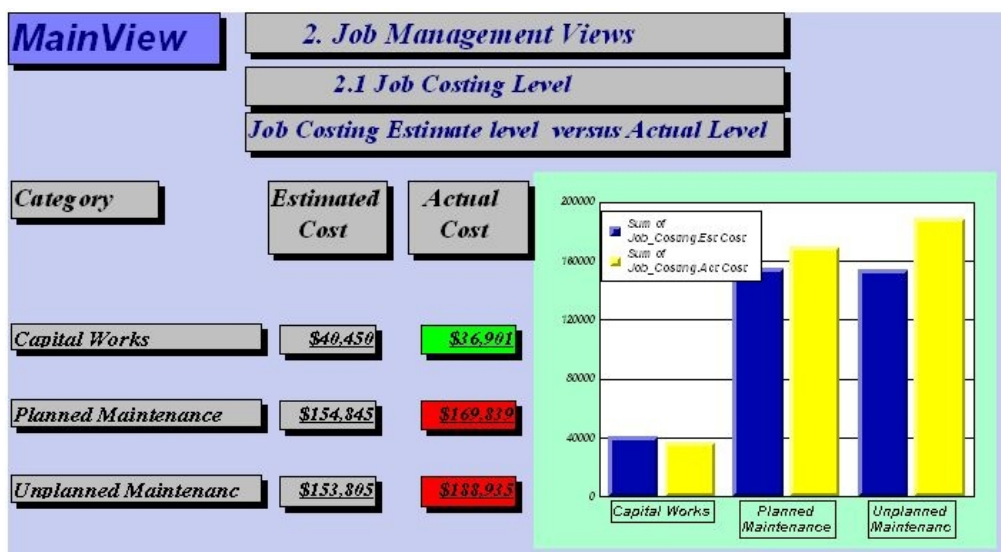 MainView
2. Job Management Views
2.1 Job Costing Level
Job Costing Estimate level versus Actual Level
Category
Estimated
Cost
Actual
Cost
Capital Works
$40,450
$36,901
Planned Maintenance
$154,845
$169,839
Unplanned Maintenanc
$153,805
$188,935
200000
160000
120000
80000
40000
0
Sum of
Job_Costing.Est Cost
Sum of
Job_Costing.Act Cost
Capital Works
Planned
Maintenance
Unplanned
Maintenanc